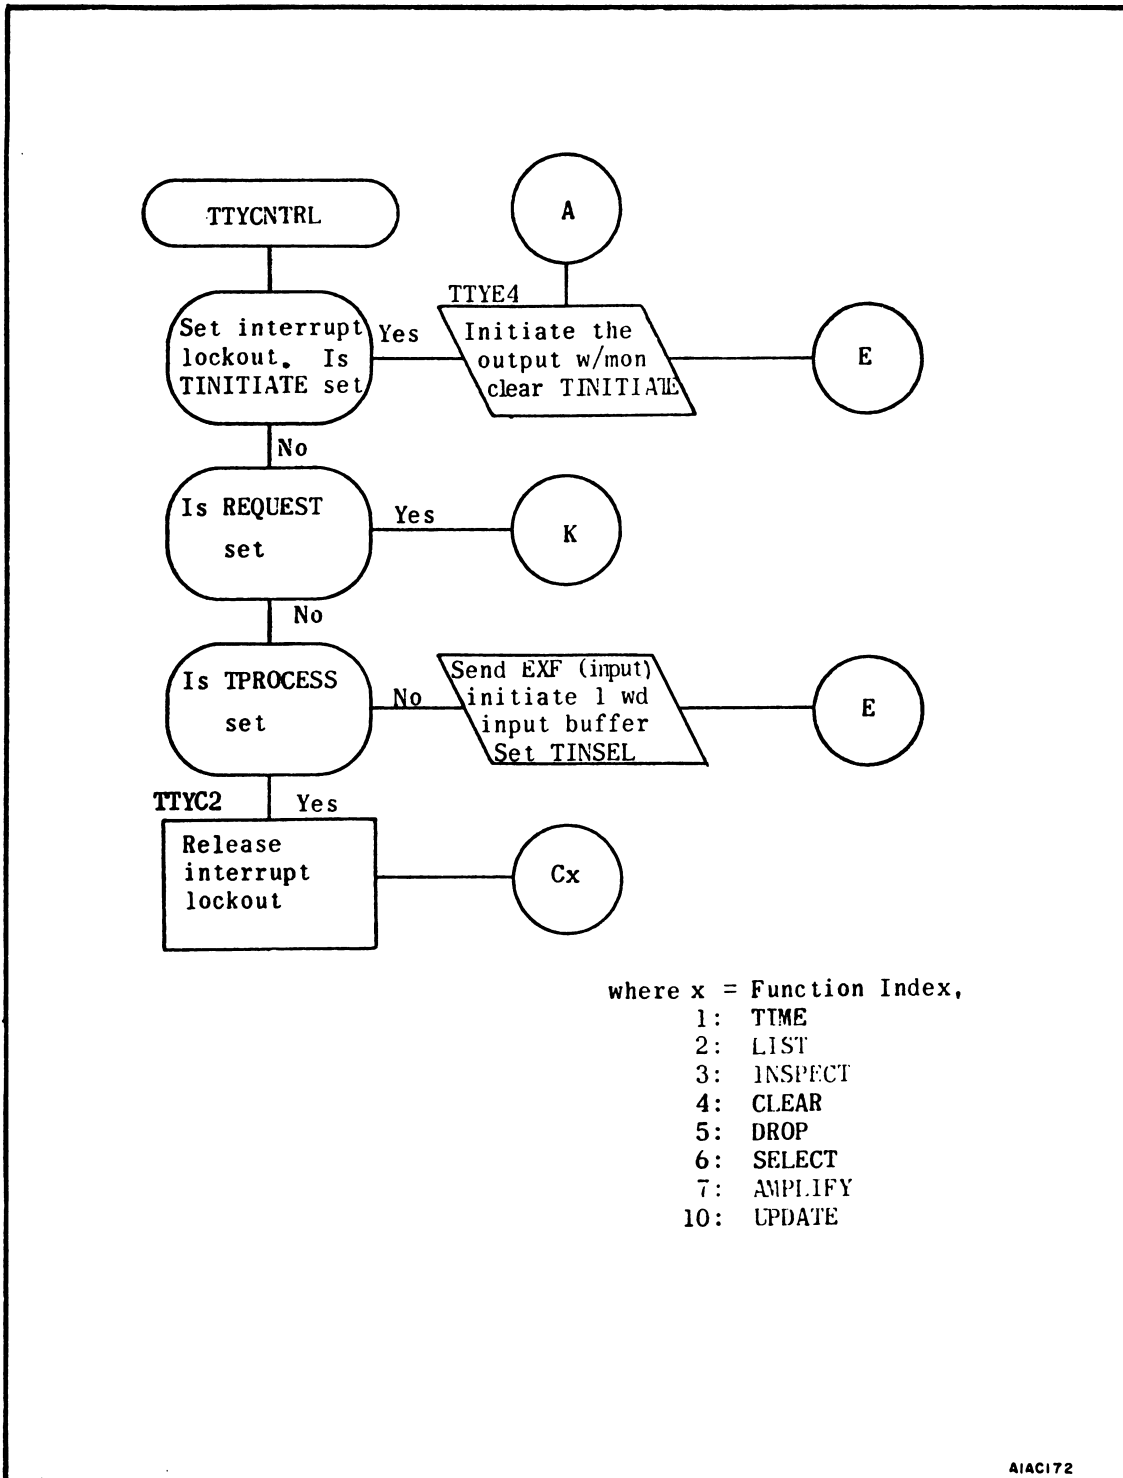 TTYCNTRL
A
TTYE4
Set interrupt
lockout. Is
TINITIATE set
Yes
Initiate the
output w/mon
clear TINITIATE
E
No
Is REQUEST
set
Yes
K
No
Is TPROCESS
set
No
Send EXF (input)
initiate 1 wd
input buffer
Set TINSEL
E
TTYC2
Yes
Release
interrupt
lockout
Cx
where x = Function Index,
1: TIME
2: LIST
3: INSPECT
4: CLEAR
5: DROP
6: SELECT
7: AMPLIFY
10: UPDATE
A1AC172